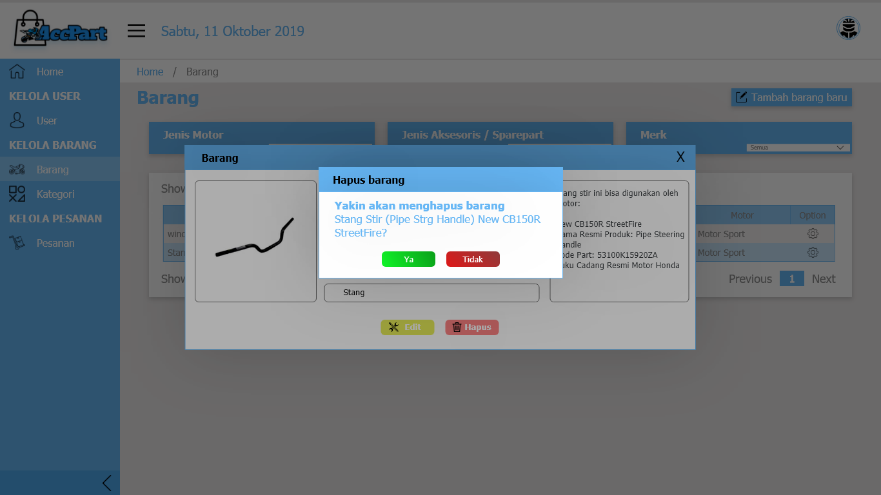 AccPart
Sabtu, 11 Oktober 2019
Home
KELOLA USER
User
KELOLA BARANG
Barang
Kategori
KELOLA PESANAN
Pesanan
Home / Barang
Barang
Tambah barang baru
Jenis Motor
Jenis Aksesoris / Sparepart
Merk
Semua
Barang
X
Hapus barang
Yakin akan menghapus barang
Stang Stir (Pipe Strg Handle) New CB150R
StreetFire?
Ya
Tidak
Stang
ang stir ini bisa digunakan oleh
otor:
ew CB150R StreetFire
ama Resmi Produk: Pipe Steering
andle
ode Part: 53100K15920ZA
uku Cadang Resmi Motor Honda
Edit
Hapus
Show
Motor
Option
wind
Motor Sport
Stan
Motor Sport
Show
Previous
1
Next